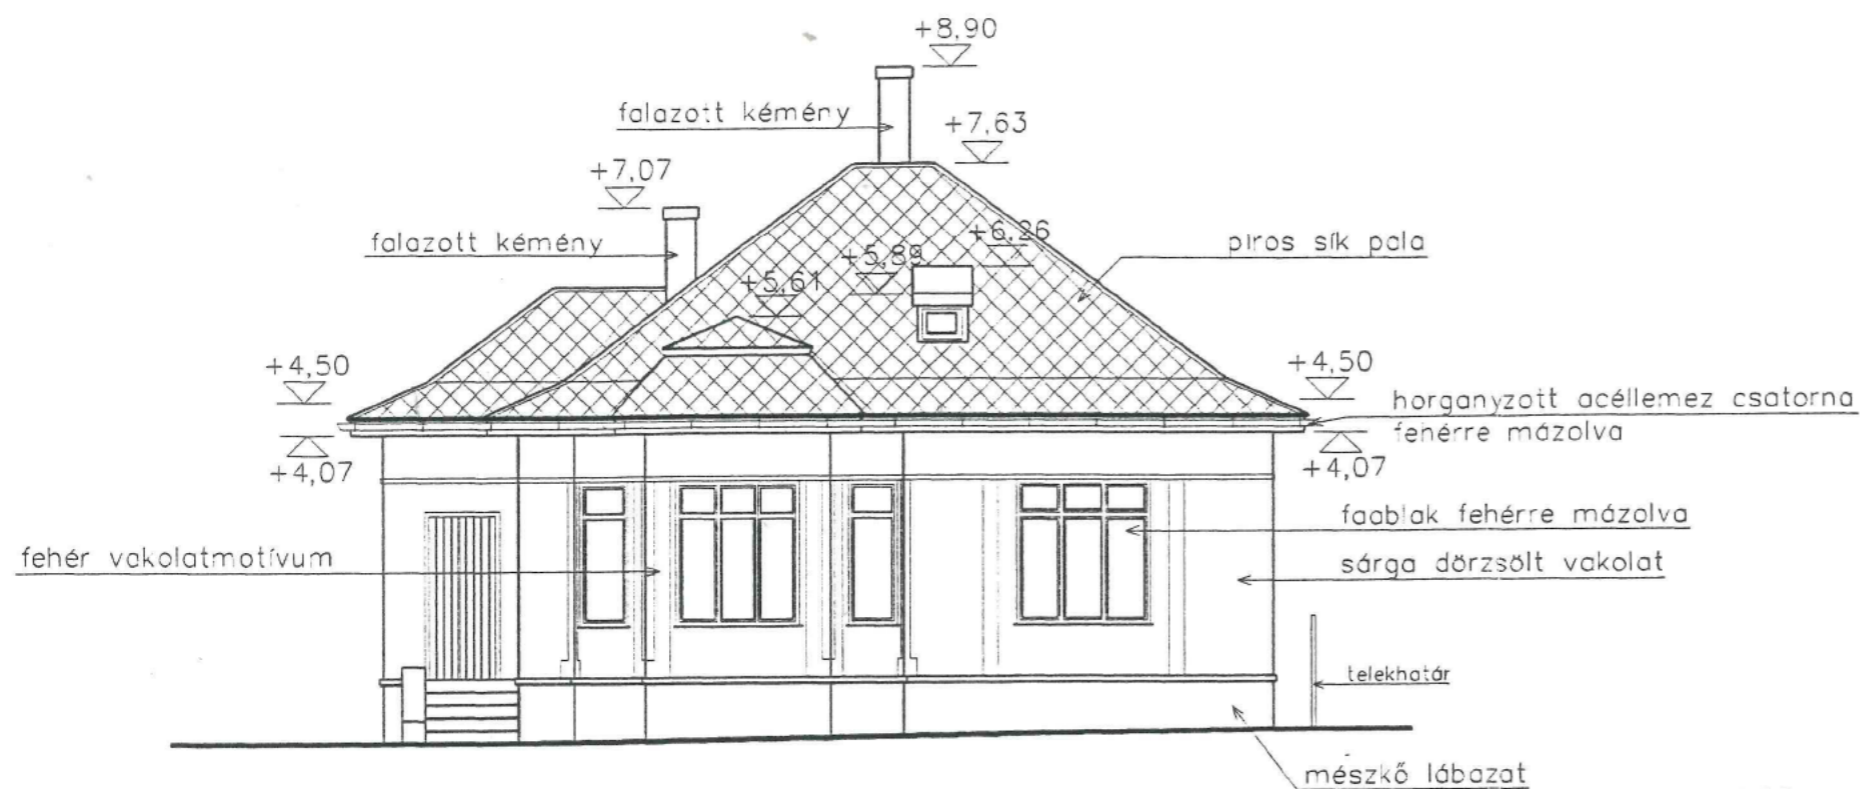 +8,90
falazott kémény
+7,63
+7,07
falazott kémény
+6,26
piros sík pala
+5,89
+5,61
+4,50
+4,50
horganyzott acéllemez csatorna
fehérre mázolva
+4,07
+4,07
faablak fehérre mázolva
fehér vakolatmotívum
sárga dörzsölt vakolat
telekhatár
mészkő lábazat